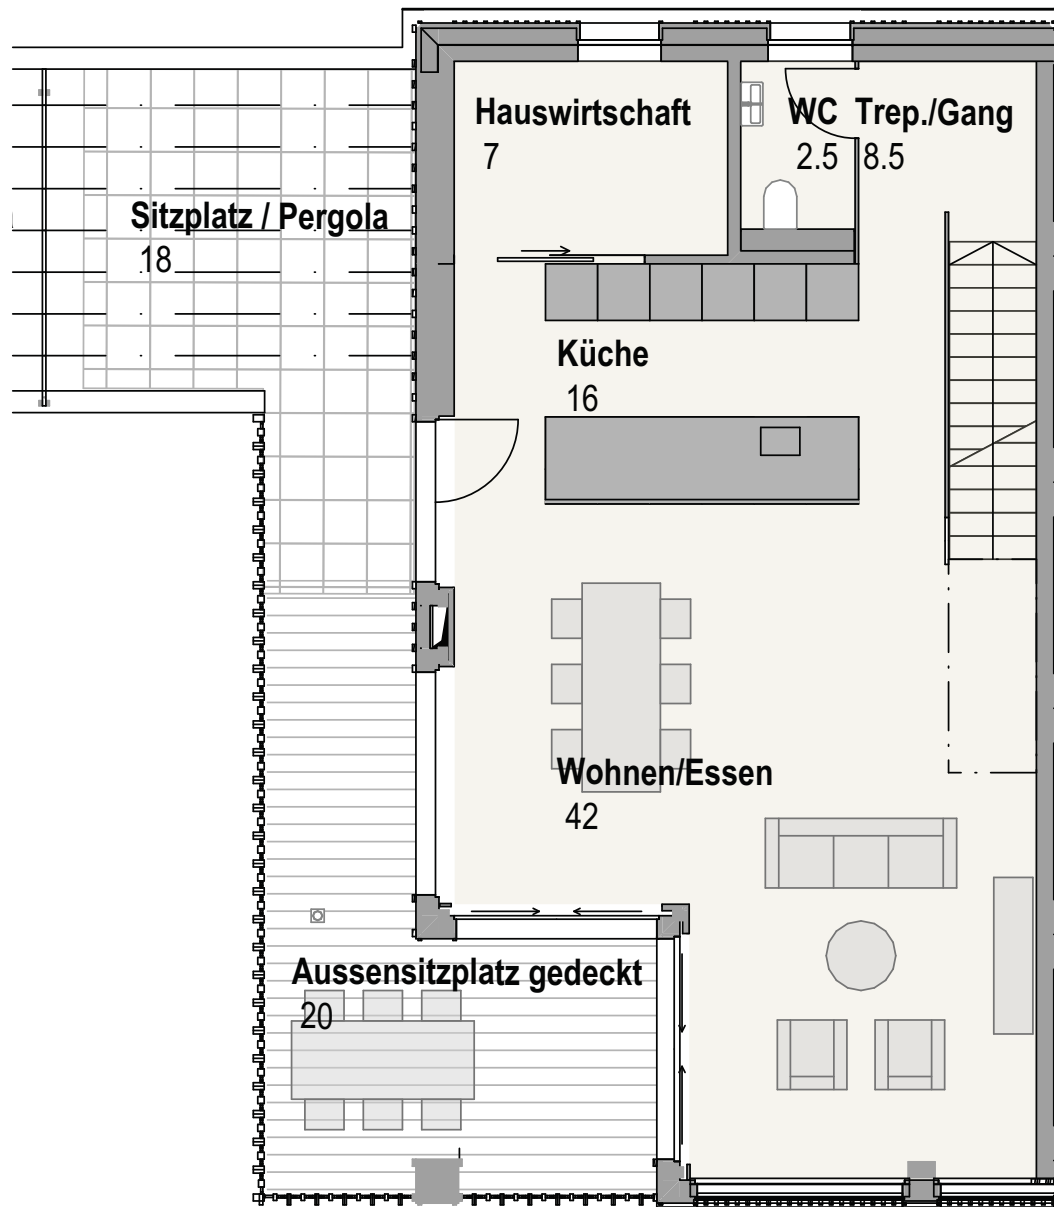 Hauswirtschaft
7
WC
2.5
Trep./Gang
8.5
Sitzplatz / Pergola
18
Küche
16
Wohnen/Essen
42
Aussensitzplatz gedeckt
20